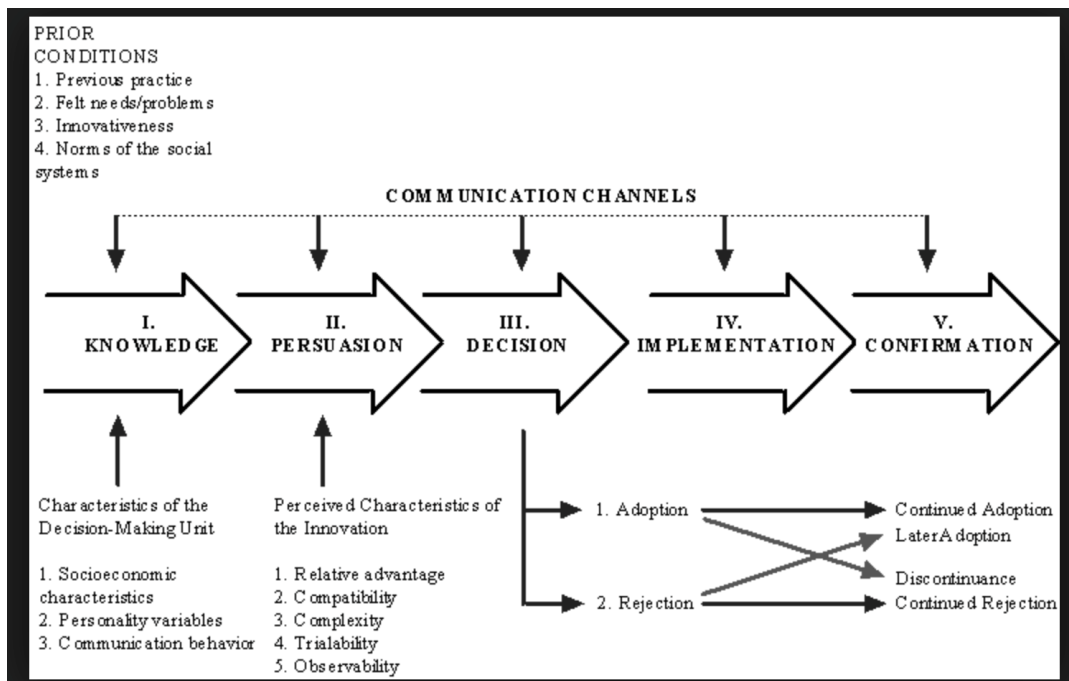 PRIOR
CONDITIONS
1. Previous practice
2. Felt needs/problems
3. Innovativeness
4. Norms of the social
systems
COMMUNICATION CHANNELS
I.
KNOWLEDGE
II.
PERSUASION
III.
DECISION
IV.
IMPLEMENTATION
V.
CONFIRMATION
Characteristics of the
Decision-Making Unit
1. Socioeconomic
characteristics
2. Personality variables
3. Communication behavior
Perceived Characteristics of
the Innovation
1. Relative advantage
2. Compatibility
3. Complexity
4. Trialability
5. Observability
1. Adoption
2. Rejection
Continued Adoption
Later Adoption
Discontinuance
Continued Rejection